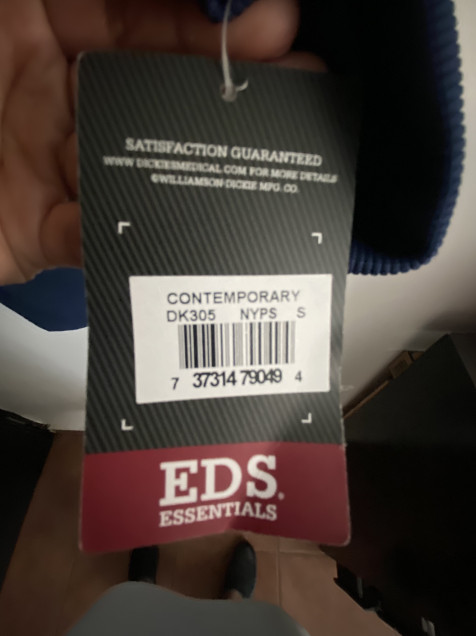 SATISFACTION GUARANTEED
WWW.DICKIESMEDICAL.COM FOR MORE DETAILS
©WILLIAMSON-DICKIE MFG. CO.
CONTEMPORARY
DK305 NYPS S
7 37314 79049 4
EDS.
ESSENTIALS